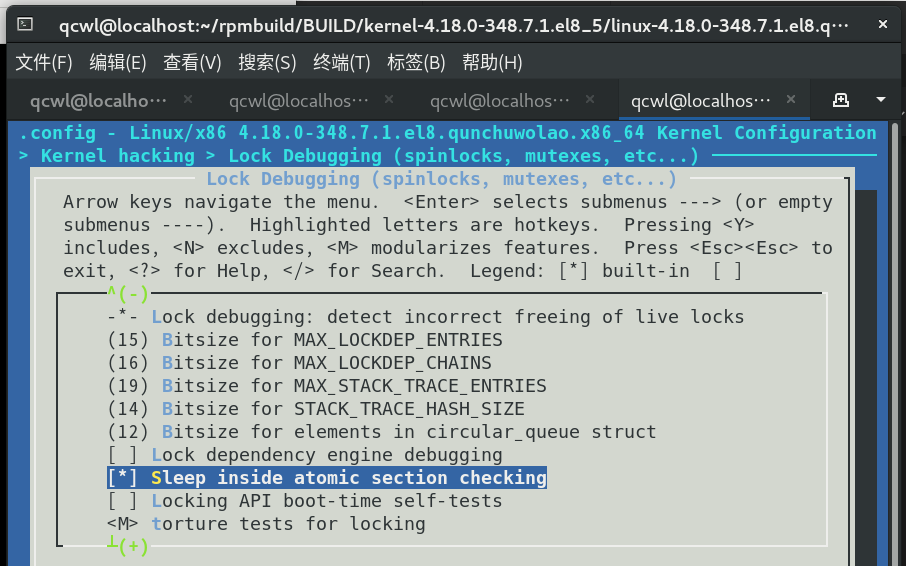 qcwl@localhost:~/rpmbuild/BUILD/kernel-4.18.0-348.7.1.el8_5/linux-4.18.0-348.7.1.el8.q··· ×
文件(F) 编辑(E) 查看(V) 搜索(S) 终端(T) 标签(B) 帮助(H)
qcwl@localho··· × qcwl@localhos··· × qcwl@localhos··· × qcwl@localhos··· ×
.config - Linux/x86 4.18.0-348.7.1.el8.qunchuwolao.x86_64 Kernel Configuration
> Kernel hacking > Lock Debugging (spinlocks, mutexes, etc...)
Lock Debugging (spinlocks, mutexes, etc...)
Arrow keys navigate the menu. <Enter> selects submenus ---> (or empty
submenus ----). Highlighted letters are hotkeys. Pressing <Y>
includes, <N> excludes, <M> modularizes features. Press <Esc><Esc> to
exit, <?> for Help, </> for Search. Legend: [*] built-in [ ]
^(-)
-*- Lock debugging: detect incorrect freeing of live locks
(15) Bitsize for MAX_LOCKDEP_ENTRIES
(16) Bitsize for MAX_LOCKDEP_CHAINS
(19) Bitsize for MAX_STACK_TRACE_ENTRIES
(14) Bitsize for STACK_TRACE_HASH_SIZE
(12) Bitsize for elements in circular_queue struct
[ ] Lock dependency engine debugging
[*] Sleep inside atomic section checking
[ ] Locking API boot-time self-tests
<M> torture tests for locking
┴(+)